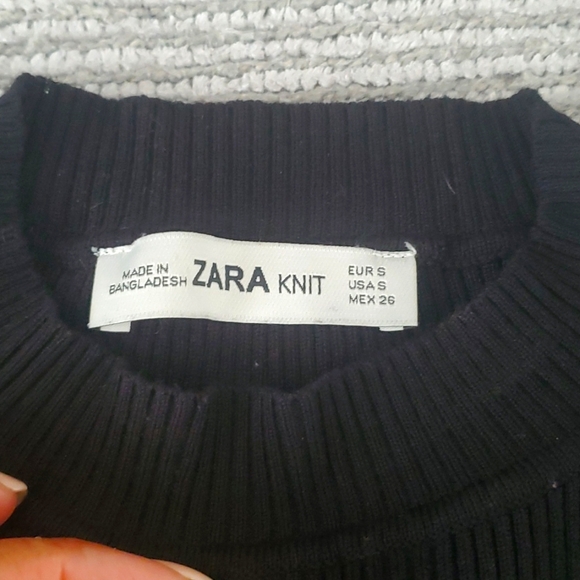 MADE IN
BANGLADESH
ZARA KNIT
EUR S
USA S
MEX 26